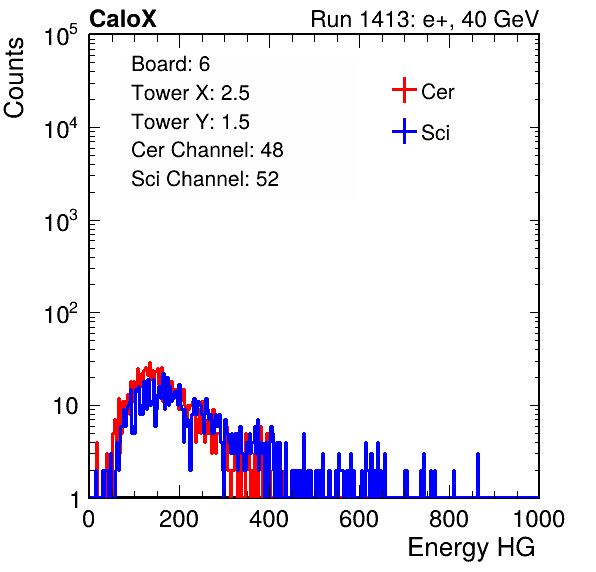 CaloX Run 1413: e+, 40 GeV
Counts
10^5
10^4
10^3
10^2
10
1
Board: 6
Tower X: 2.5
Tower Y: 1.5
Cer Channel: 48
Sci Channel: 52
Cer
Sci
0 200 400 600 800 1000
Energy HG